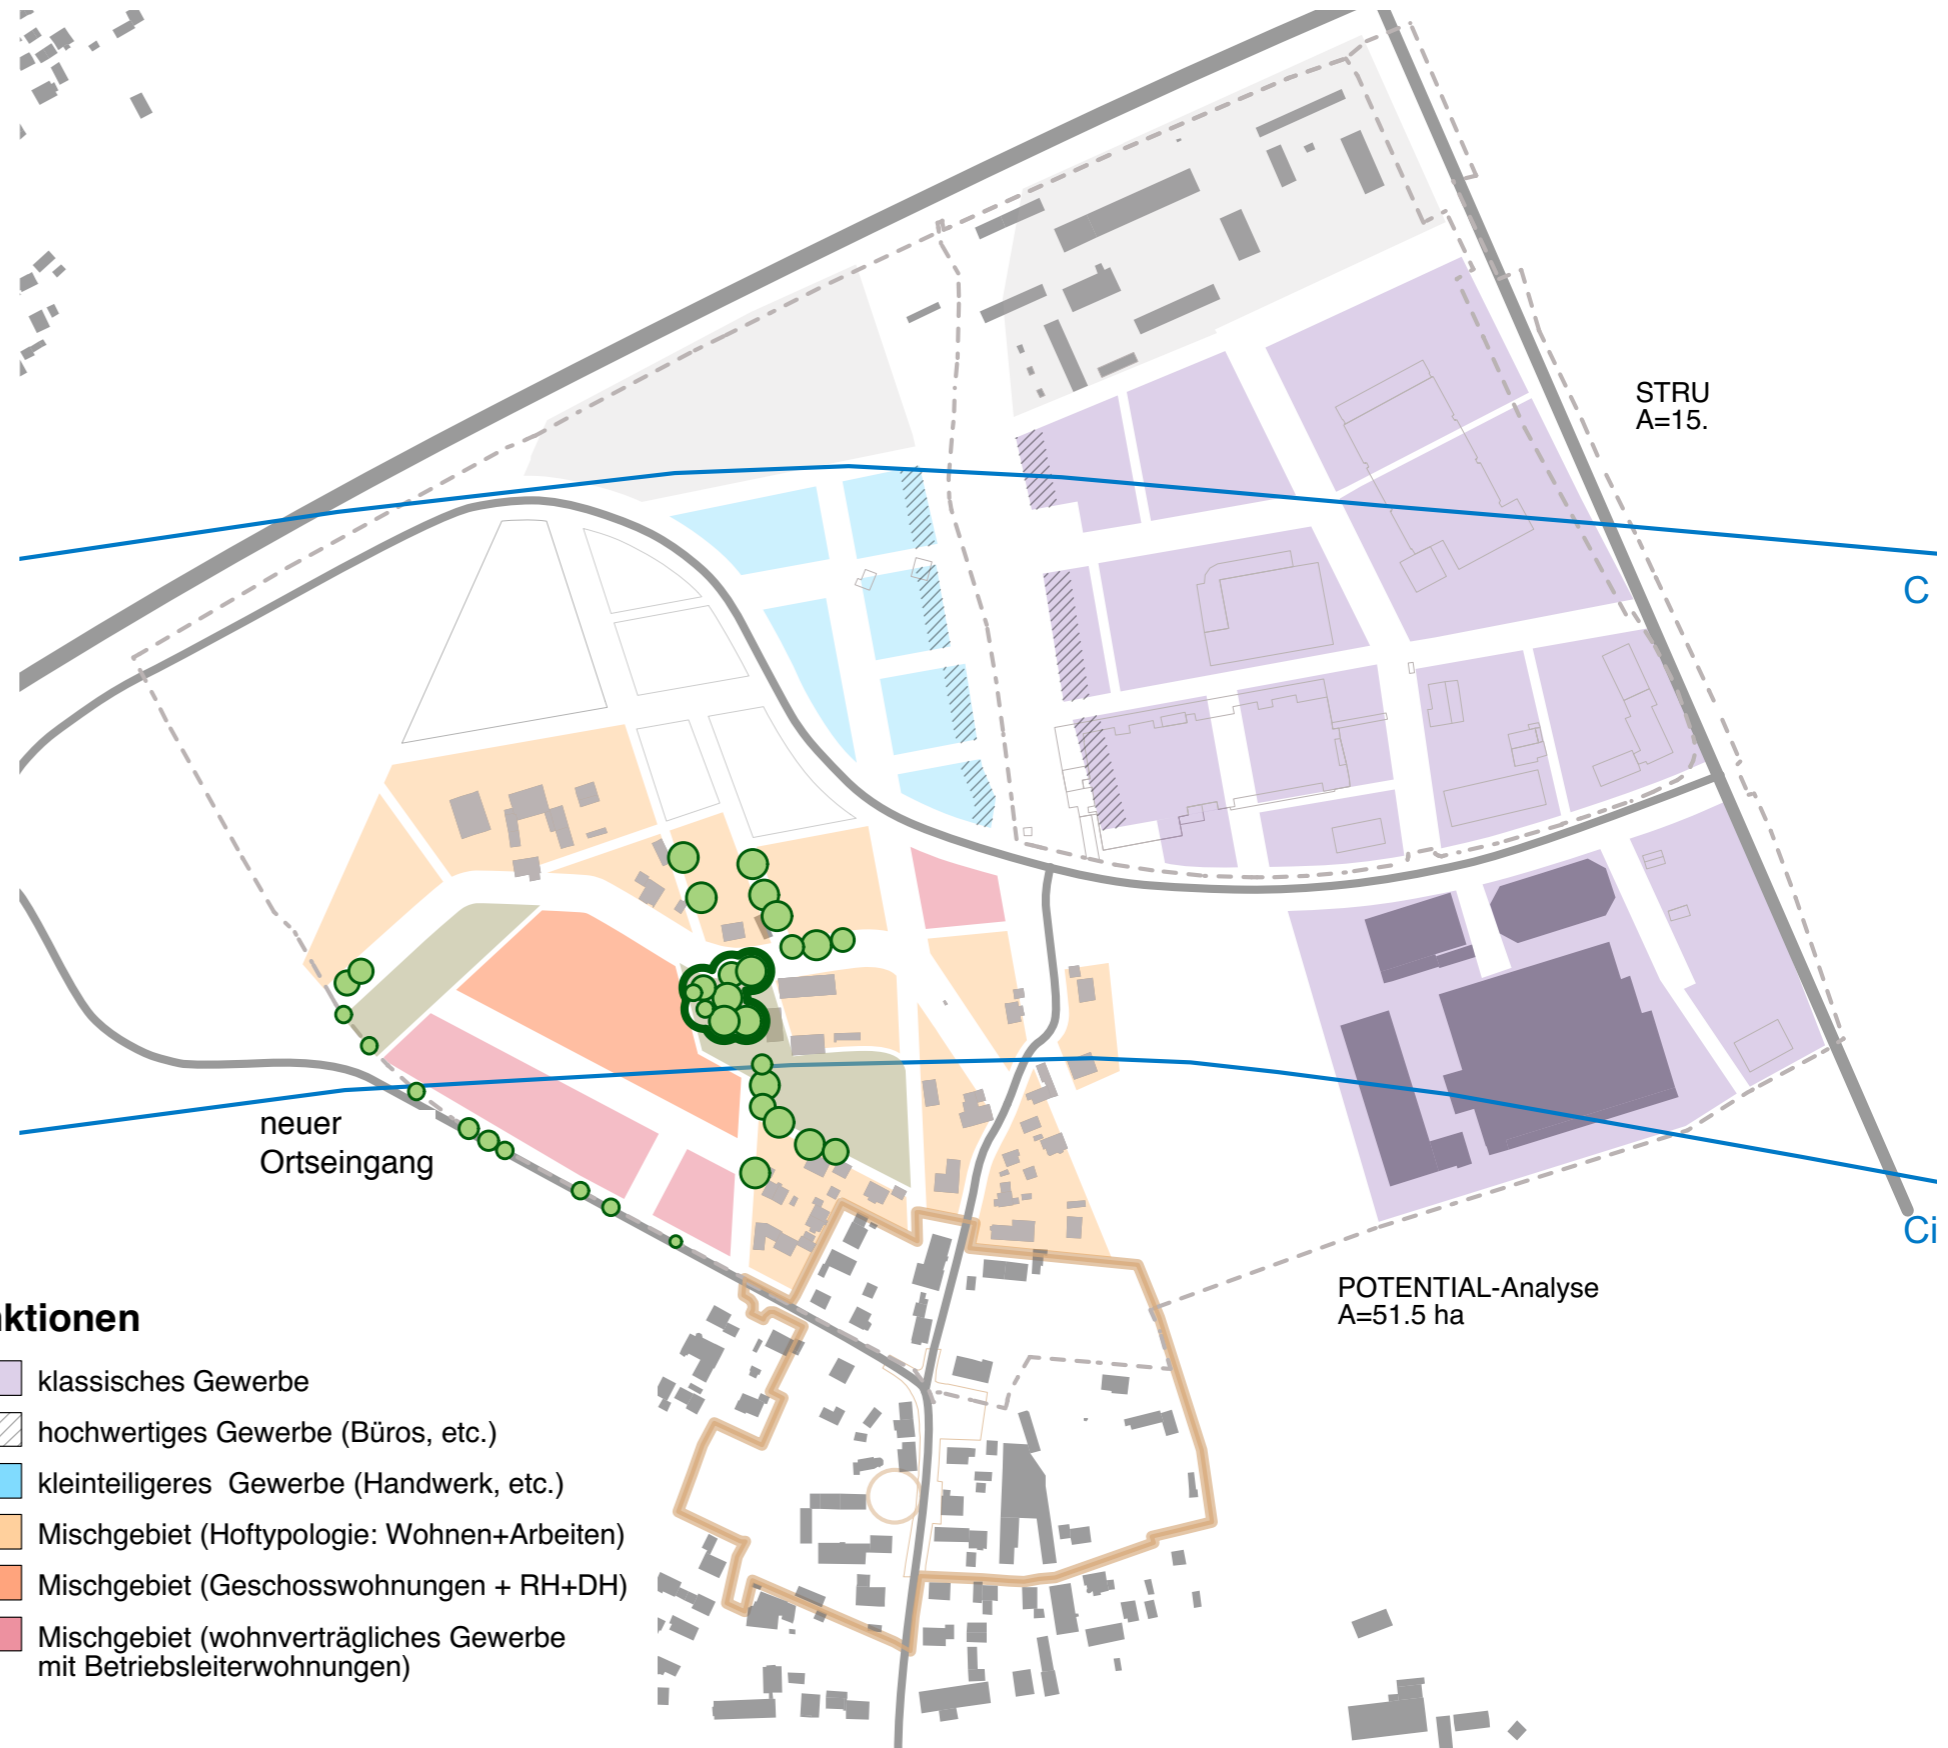 STRU
A=15.
C
neuer
Ortseingang
Ci
POTENTIAL-Analyse
A=51.5 ha
nktionen
klassisches Gewerbe
hochwertiges Gewerbe (Büros, etc.)
kleinteiligeres  Gewerbe (Handwerk, etc.)
Mischgebiet (Hoftypologie: Wohnen+Arbeiten)
Mischgebiet (Geschosswohnungen + RH+DH)
Mischgebiet (wohnverträgliches Gewerbe
mit Betriebsleiterwohnungen)